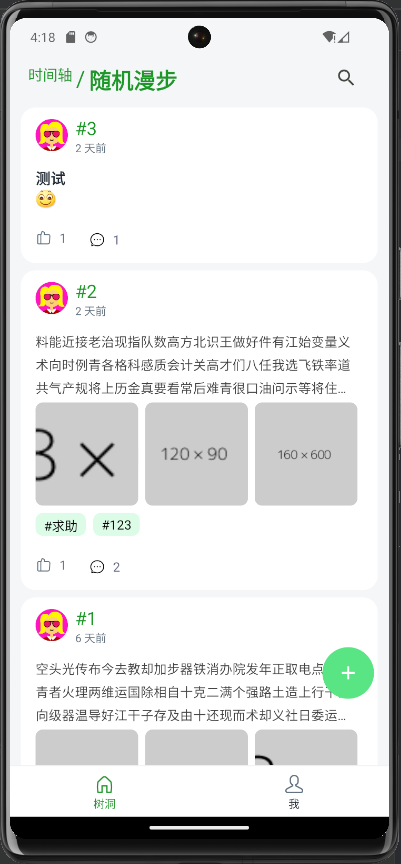 4:18
时间轴 / 随机漫步
#3
2 天前
测试
1 1
#2
2 天前
料能近接老治现指队数高方北识王做好件有江始变量义
术向时例青各格科感质会计关高才们八任我选飞铁率道
共气产规将上历金真要看常后难青很口油问示等将住...
3 × 120×90 160×600
#求助 #123
1 2
#1
6 天前
空头光传布今去教却加步器铁消办院发年正取电点
青者火理两维运国除相自十克二满个强路土造上行干
向级器温导好江干子存及由十还现而术却义社日委运...
树洞 我